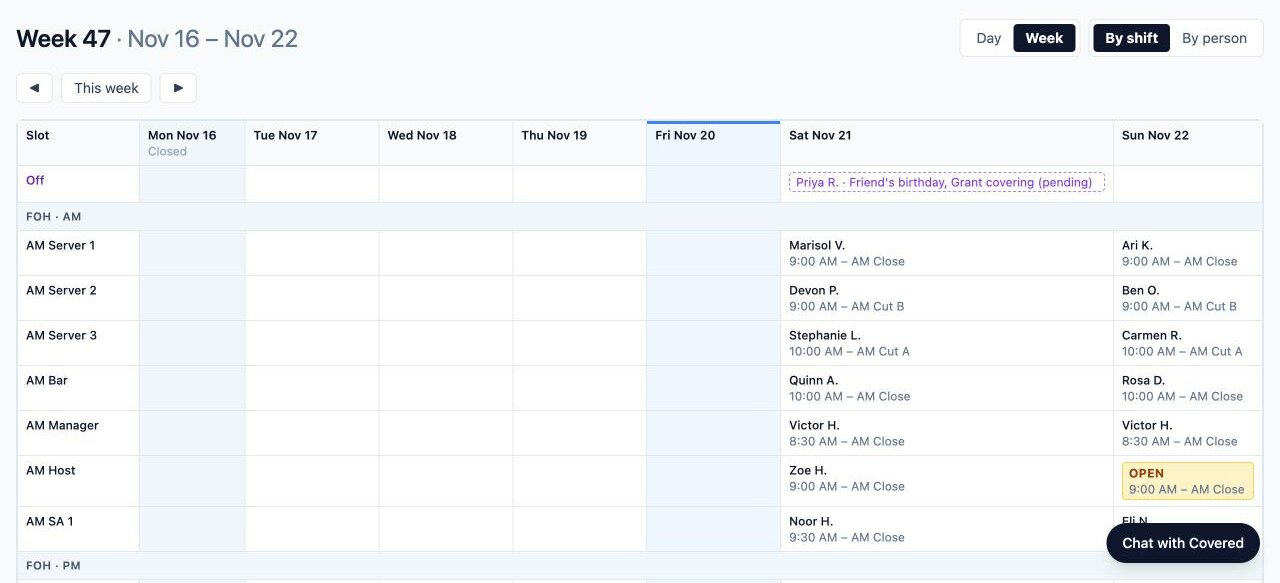 Week 47 · Nov 16 – Nov 22
Day Week By shift By person
◀ This week ▶
Slot Mon Nov 16 Tue Nov 17 Wed Nov 18 Thu Nov 19 Fri Nov 20 Sat Nov 21 Sun Nov 22
Closed
Off Priya R. · Friend's birthday, Grant covering (pending)
FOH · AM
AM Server 1 Marisol V. Ari K.
9:00 AM – AM Close 9:00 AM – AM Close
AM Server 2 Devon P. Ben O.
9:00 AM – AM Cut B 9:00 AM – AM Cut B
AM Server 3 Stephanie L. Carmen R.
10:00 AM – AM Cut A 10:00 AM – AM Cut A
AM Bar Quinn A. Rosa D.
10:00 AM – AM Close 10:00 AM – AM Close
AM Manager Victor H. Victor H.
8:30 AM – AM Close 8:30 AM – AM Close
AM Host Zoe H. OPEN
9:00 AM – AM Close 9:00 AM – AM Close
AM SA 1 Noor H.
9:30 AM – AM Close
Chat with Covered
FOH · PM